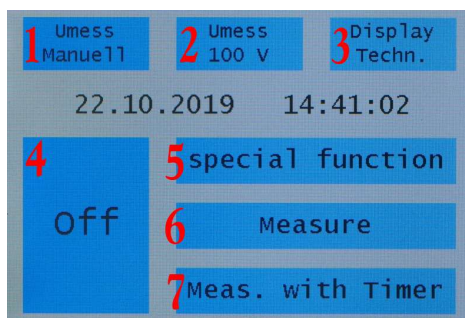 1 Umess Manuell
2 Umess 100 V
3 Display Techn.
22.10.2019 14:41:02
4 Off
5 special function
6 Measure
7 Meas. with Timer